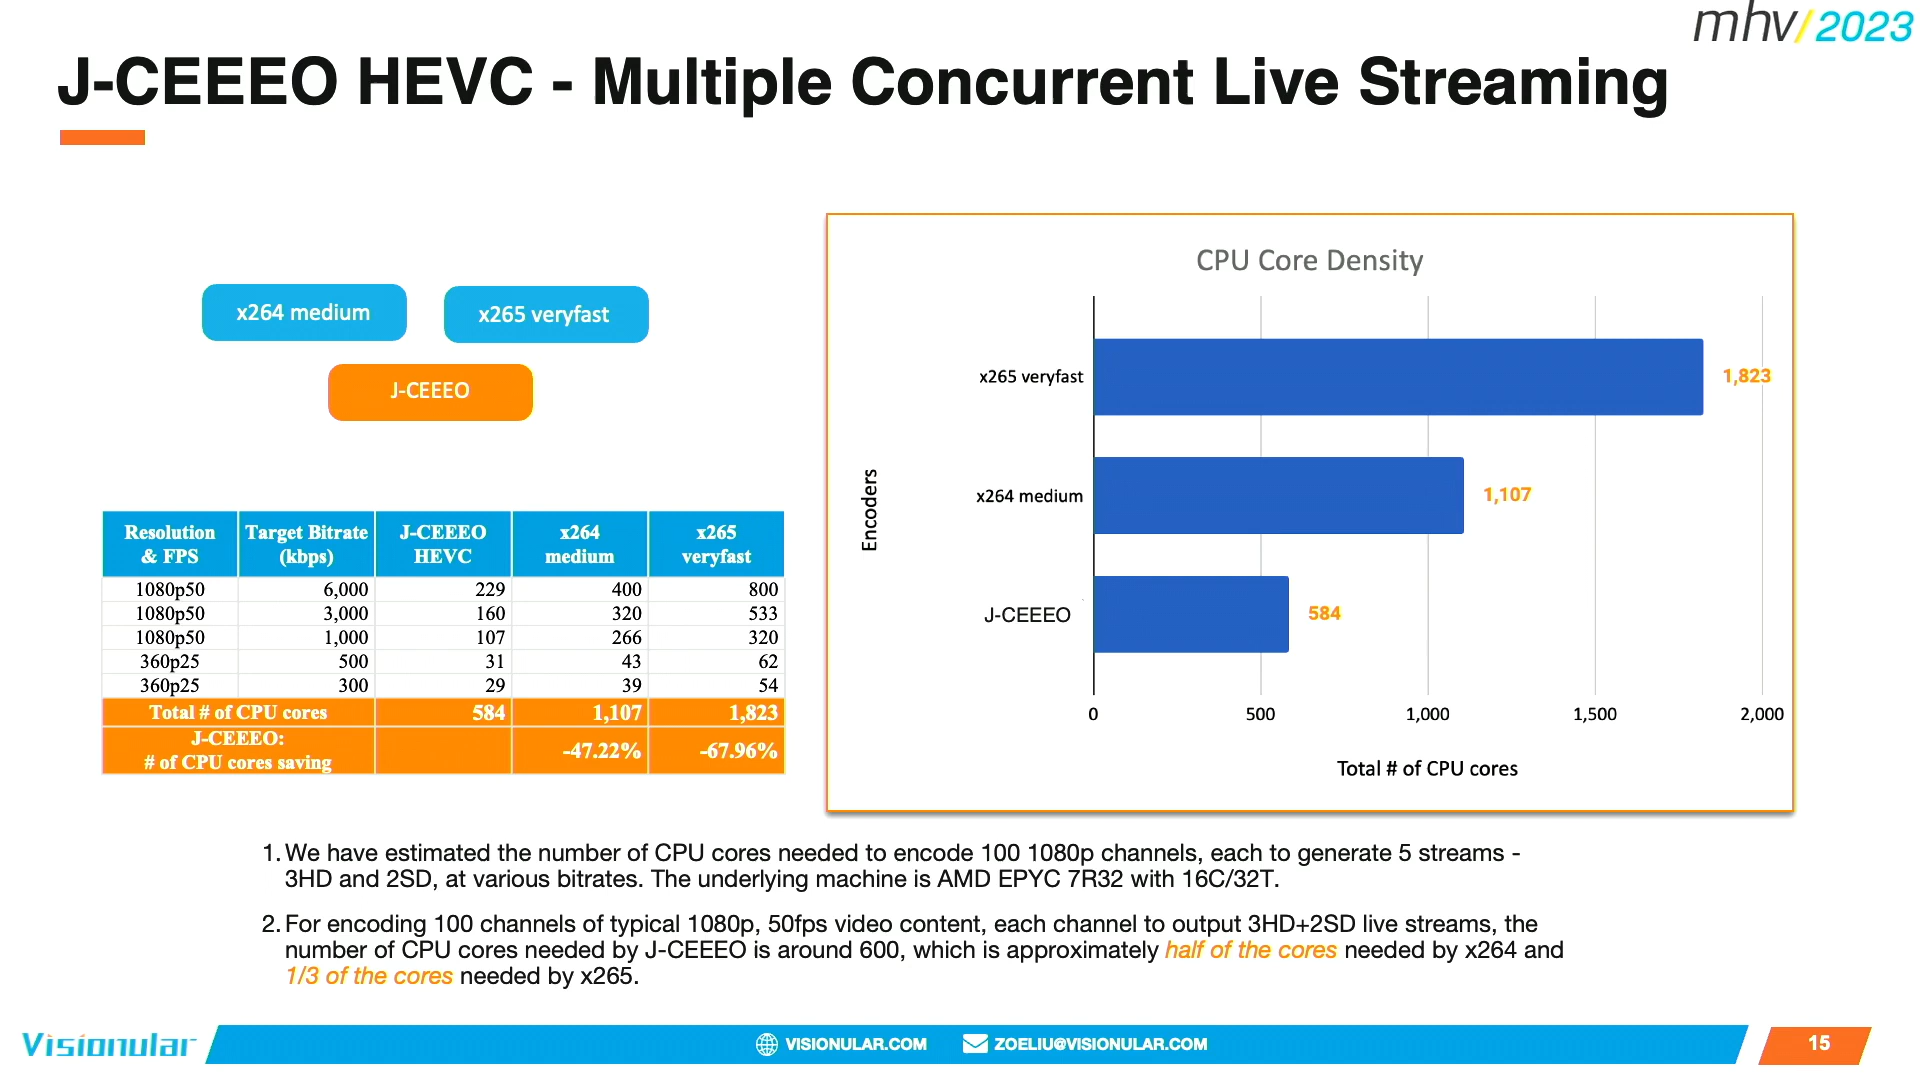 mhv/2023
J-CEEEO HEVC - Multiple Concurrent Live Streaming
x264 medium
x265 veryfast
J-CEEEO
Resolution & FPS Target Bitrate (kbps) J-CEEEO HEVC x264 medium x265 veryfast
1080p50 6,000 229 400 800
1080p50 3,000 160 320 533
1080p50 1,000 107 266 320
360p25 500 31 43 62
360p25 300 29 39 54
Total # of CPU cores 584 1,107 1,823
J-CEEEO:
# of CPU cores saving -47.22% -67.96%
CPU Core Density
Encoders
x265 veryfast 1,823
x264 medium 1,107
J-CEEEO 584
0 500 1,000 1,500 2,000
Total # of CPU cores
1. We have estimated the number of CPU cores needed to encode 100 1080p channels, each to generate 5 streams -
3HD and 2SD, at various bitrates. The underlying machine is AMD EPYC 7R32 with 16C/32T.
2. For encoding 100 channels of typical 1080p, 50fps video content, each channel to output 3HD+2SD live streams, the
number of CPU cores needed by J-CEEEO is around 600, which is approximately half of the cores needed by x264 and
1/3 of the cores needed by x265.
Visionular
VISIONULAR.COM
ZOELIU@VISIONULAR.COM
15